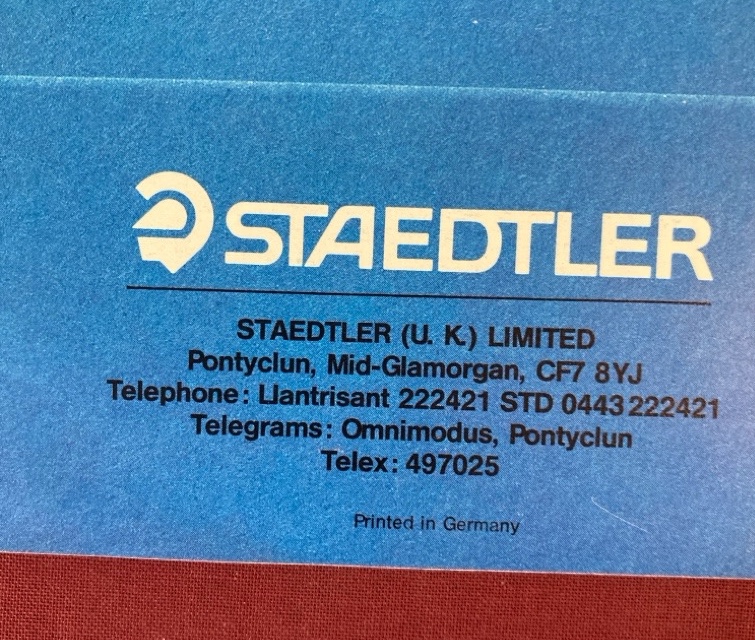 STAEDTLER
STAEDTLER (U. K.) LIMITED
Pontyclun, Mid-Glamorgan, CF7 8YJ
Telephone: Llantrisant 222421 STD 0443 222421
Telegrams: Omnimodus, Pontyclun
Telex: 497025
Printed in Germany